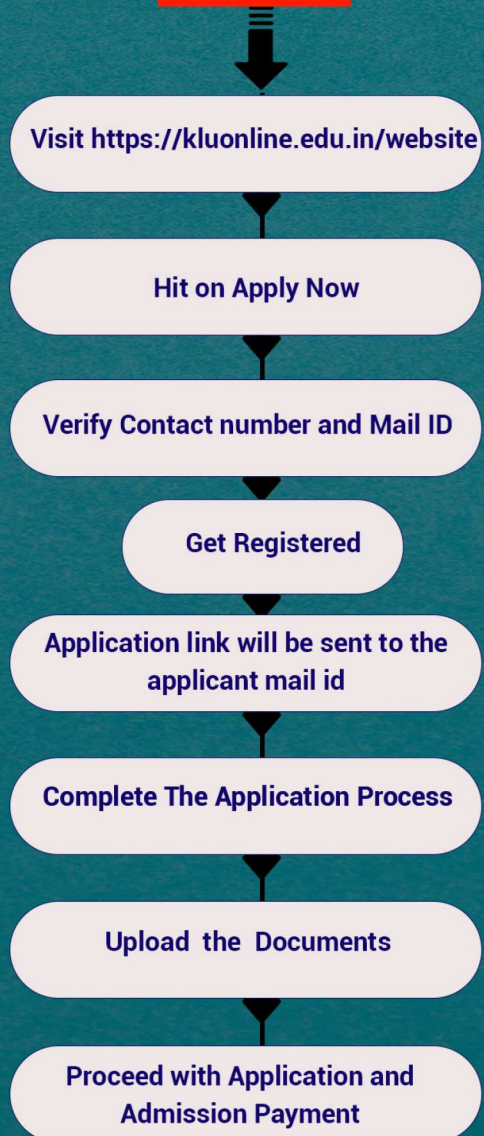 Visit https://kluonline.edu.in/website
Hit on Apply Now
Verify Contact number and Mail ID
Get Registered
Application link will be sent to the
applicant mail id
Complete The Application Process
Upload the Documents
Proceed with Application and
Admission Payment